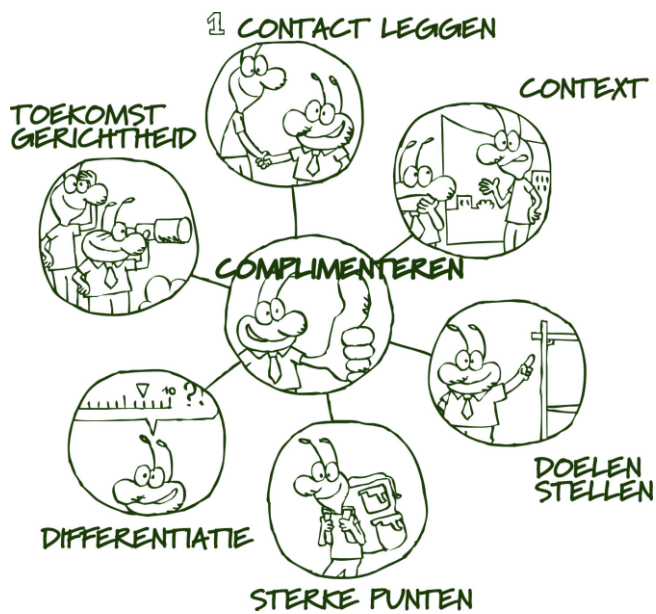 1 CONTACT LEGGEN
CONTEXT
TOEKOMST
GERICHTHEID
COMPLIMENTEREN
10 ?!
DOELEN
STELLEN
DIFFERENTIATIE
STERKE PUNTEN